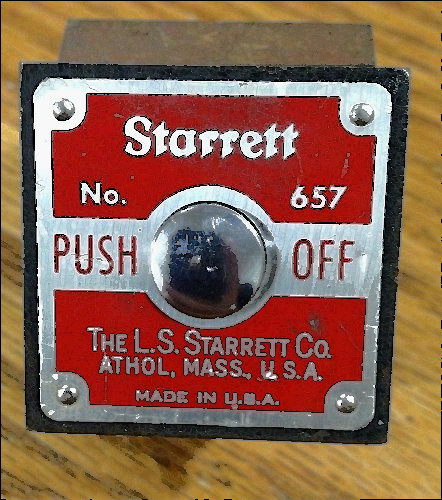 Starrett
No. 657
PUSH OFF
THE L.S. STARRETT CO.
ATHOL, MASS., U.S.A.
MADE IN U.S.A.